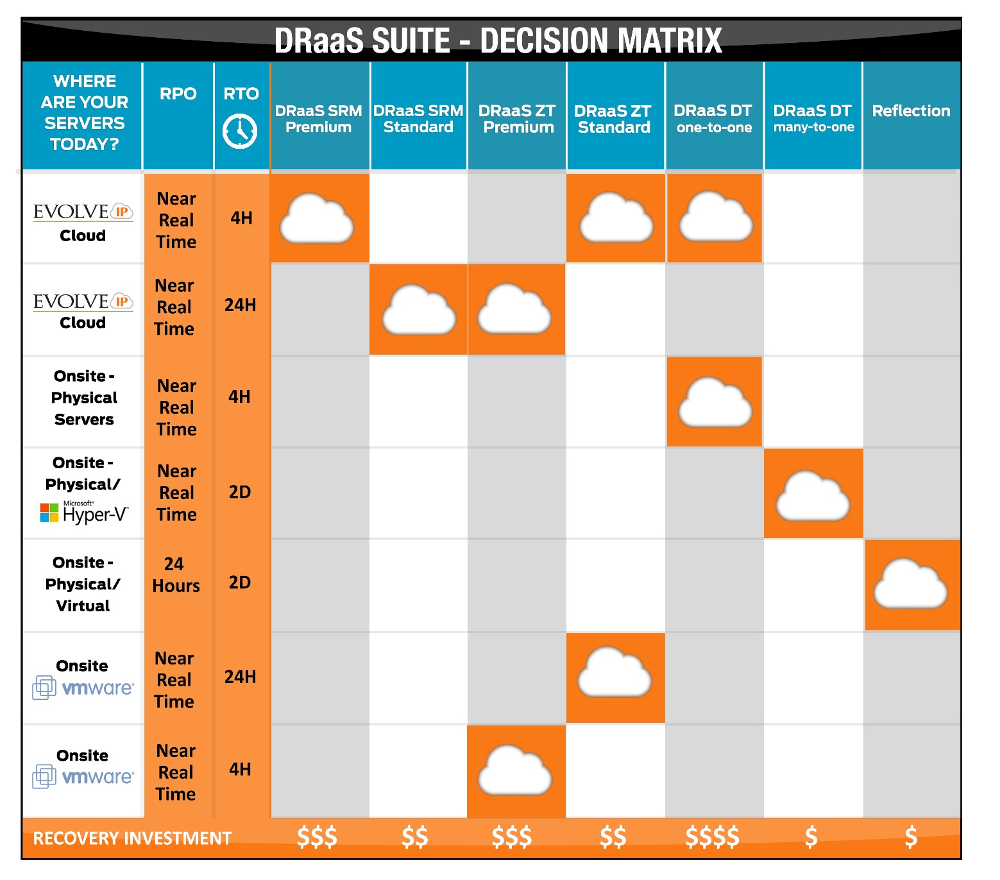 DRaaS SUITE - DECISION MATRIX
WHERE
ARE YOUR
SERVERS
TODAY?
RPO
RTO
DRaaS SRM
Premium
DRaaS SRM
Standard
DRaaS ZT
Premium
DRaaS ZT
Standard
DRaaS DT
one-to-one
DRaaS DT
many-to-one
Reflection
EVOLVE IP
Cloud
Near
Real
Time
4H
EVOLVE IP
Cloud
Near
Real
Time
24H
Onsite -
Physical
Servers
Near
Real
Time
4H
Onsite -
Physical/
Microsoft®
Hyper-V™
Near
Real
Time
2D
Onsite -
Physical/
Virtual
24
Hours
2D
Onsite
vmware®
Near
Real
Time
24H
Onsite
vmware®
Near
Real
Time
4H
RECOVERY INVESTMENT $$$ $$ $$$ $$ $$$$ $ $